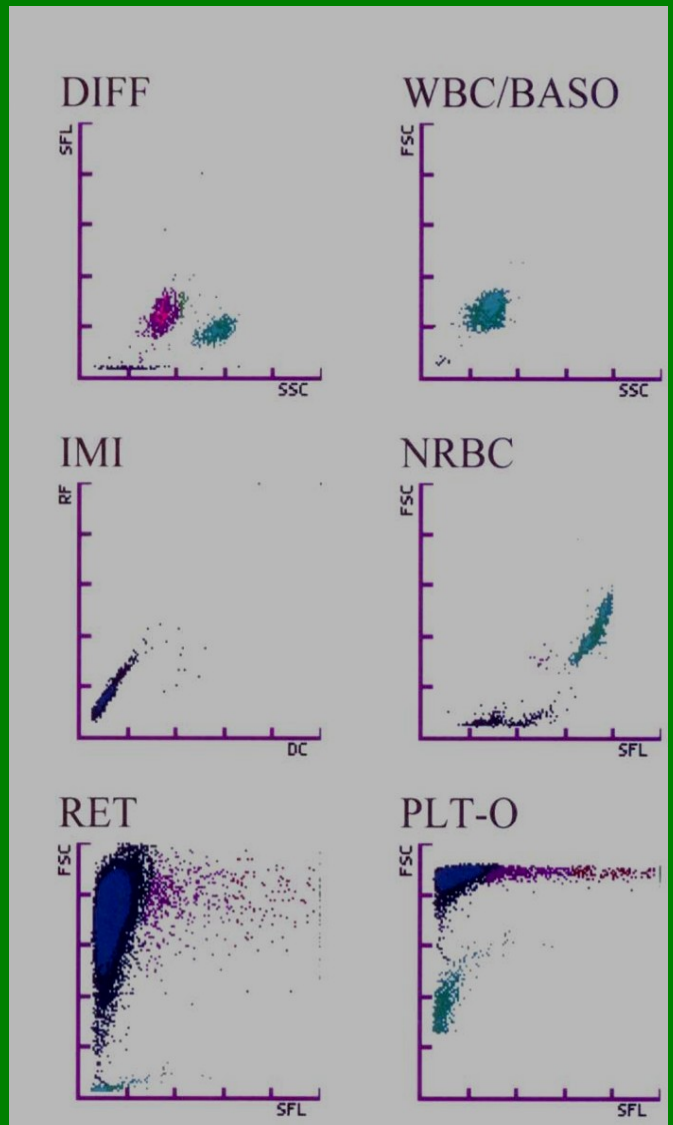 DIFF
SFL
SSC
WBC/BASO
FSC
SSC
IMI
RF
DC
NRBC
FSC
SFL
RET
FSC
SFL
PLT-O
FSC
SFL